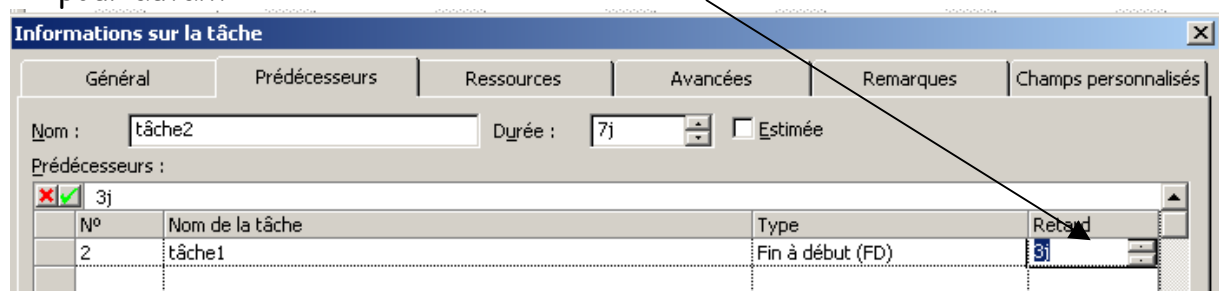 Informations sur la tâche
Général Prédécesseurs Ressources Avancées Remarques Champs personnalisés
Nom : tâche2 Durée : 7j Estimée
Prédécesseurs :
3j
Nº Nom de la tâche Type Retard
2 tâche1 Fin à début (FD) 3j